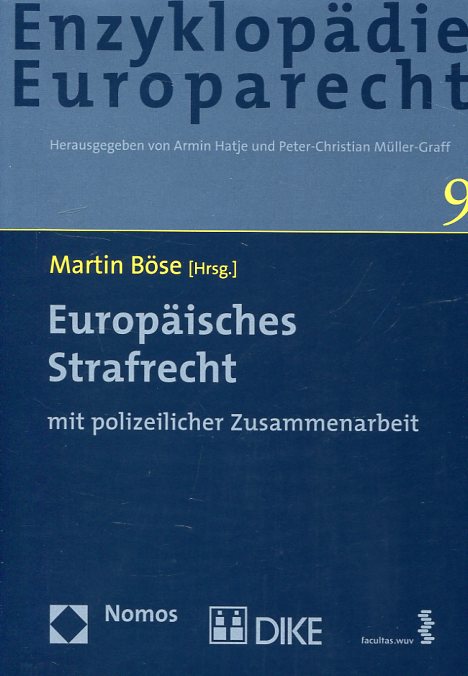 Enzyklopädie
Europarecht
Herausgegeben von Armin Hatje und Peter-Christian Müller-Graff
9
Martin Böse [Hrsg.]
Europäisches
Strafrecht
mit polizeilicher Zusammenarbeit
Nomos
DIKE
facultas.wuv